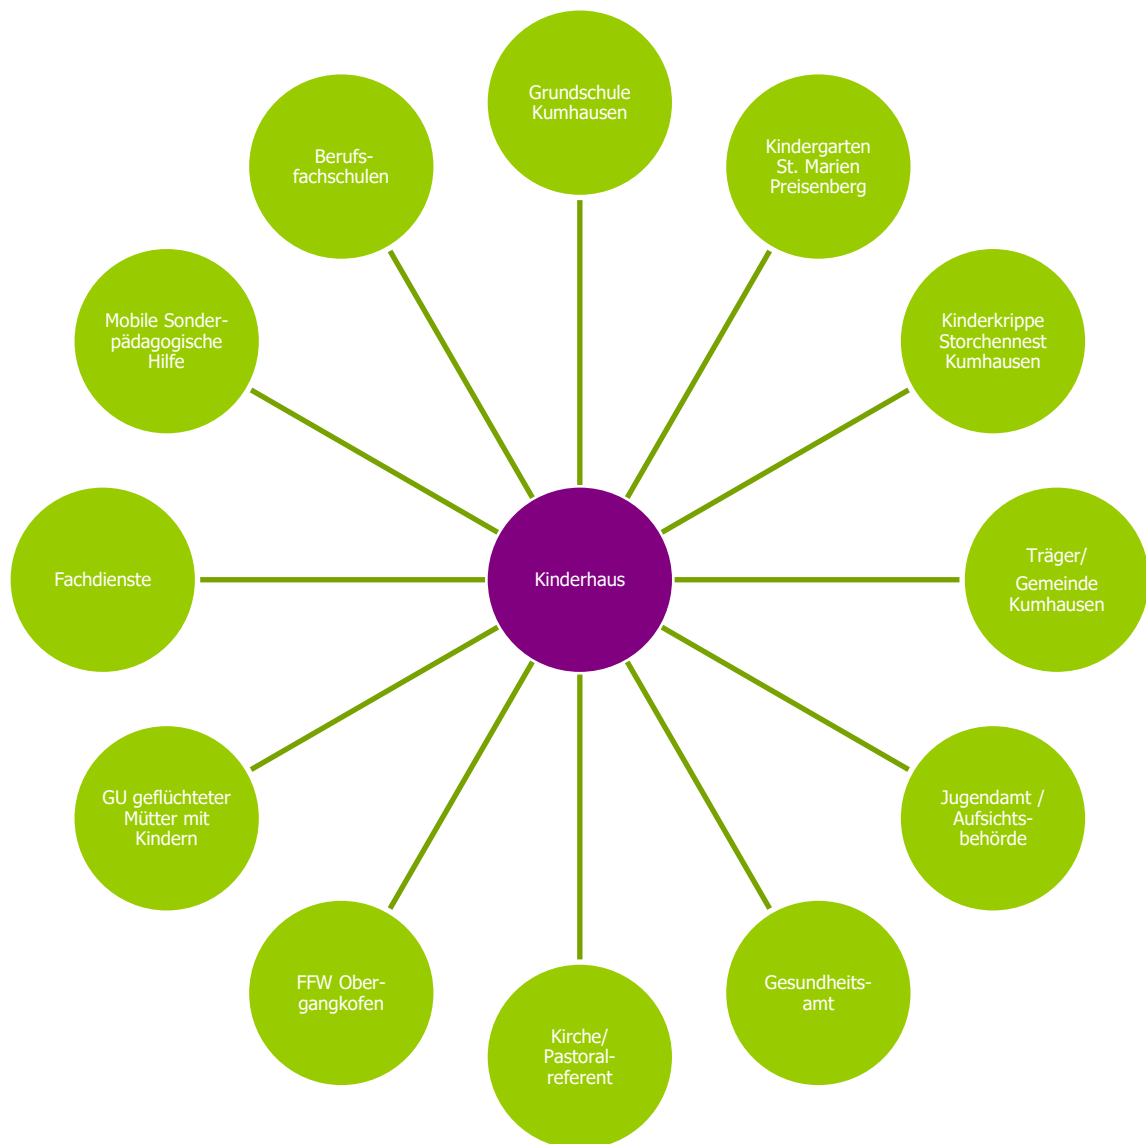 Grundschule
Kumhausen
Kindergarten
St. Marien
Preisenberg
Kinderkrippe
Storchennest
Kumhausen
Träger/
Gemeinde
Kumhausen
Jugendamt /
Aufsichts-
behörde
Gesundheits-
amt
Kirche/
Pastoral-
referent
FFW Ober-
gangkofen
GU geflüchteter
Mütter mit
Kindern
Fachdienste
Mobile Sonder-
pädagogische
Hilfe
Berufs-
fachschulen
Kinderhaus